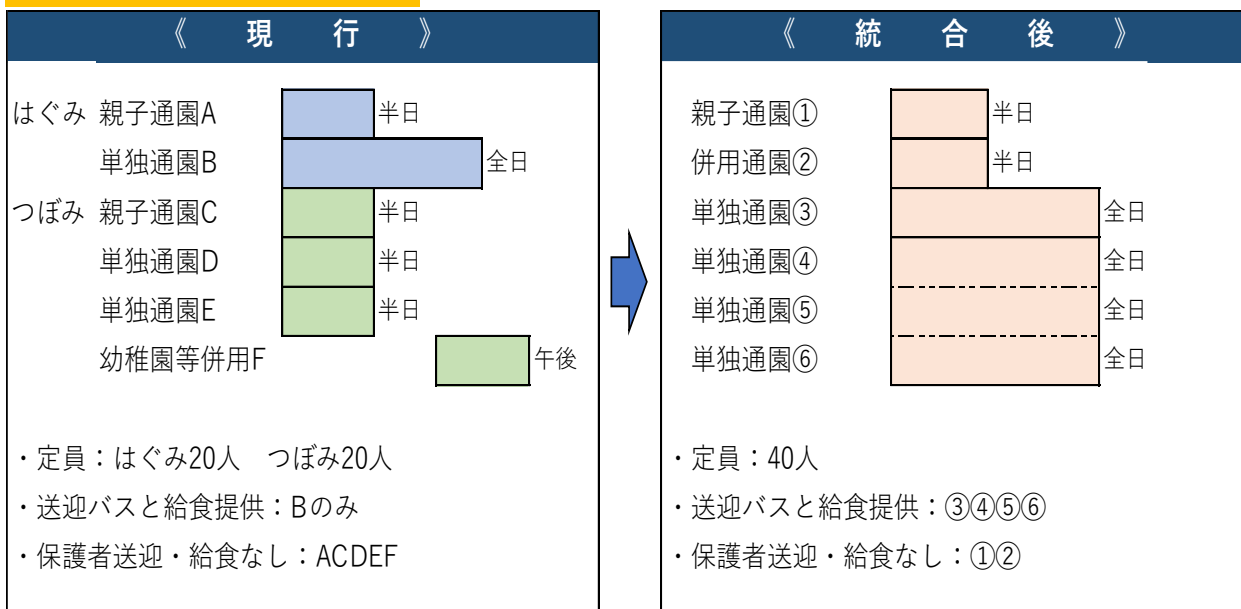 《 現 行 》
はぐみ 親子通園A 半日
単独通園B 全日
つぼみ 親子通園C 半日
単独通園D 半日
単独通園E 半日
幼稚園等併用F 午後
・定員：はぐみ20人　つぼみ20人
・送迎バスと給食提供：Bのみ
・保護者送迎・給食なし：ACDEF
《 統 合 後 》
親子通園① 半日
併用通園② 半日
単独通園③ 全日
単独通園④ 全日
単独通園⑤ 全日
単独通園⑥ 全日
・定員：40人
・送迎バスと給食提供：③④⑤⑥
・保護者送迎・給食なし：①②